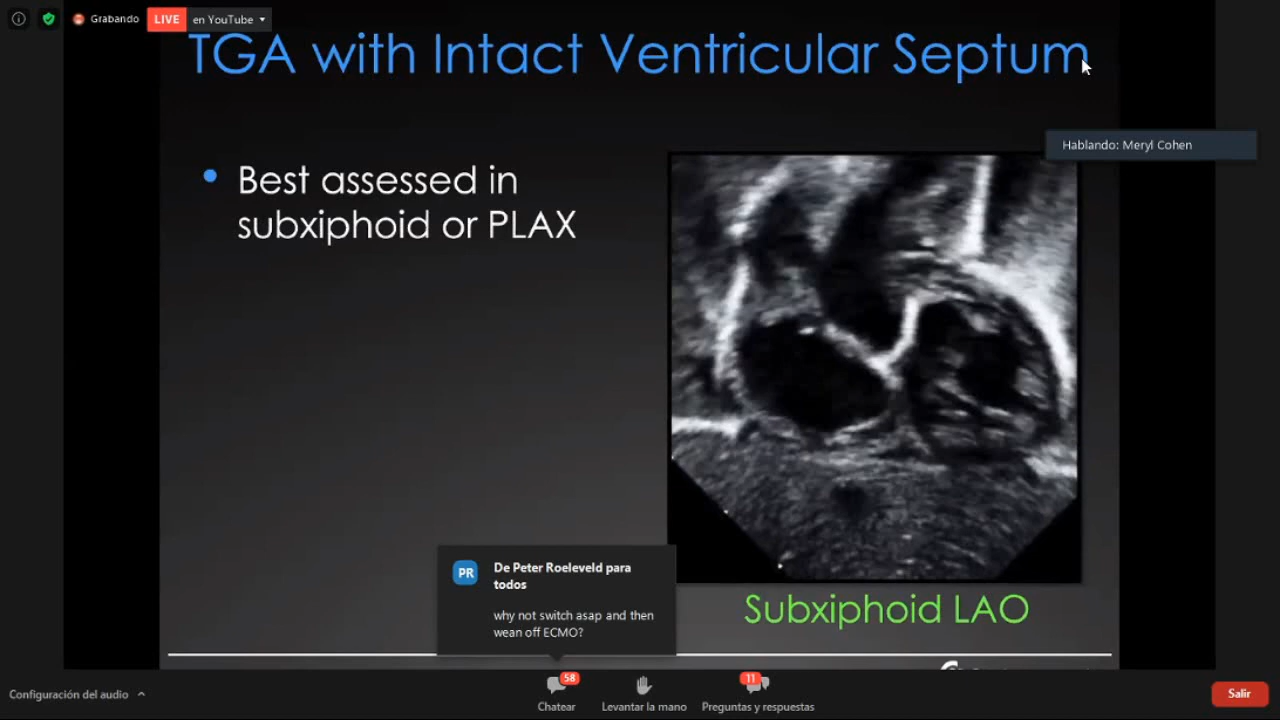 Grabando
LIVE
en YouTube
TGA with Intact Ventricular Septum
Hablando: Meryl Cohen
Best assessed in
subxiphoid or PLAX
De Peter Roeleveld para
todos
PR
why not switch asap and then
wean off ECMO?
Subxiphoid LAO
Configuración del audio
58
Chatear
Levantar la mano
11
Preguntas y respuestas
Salir